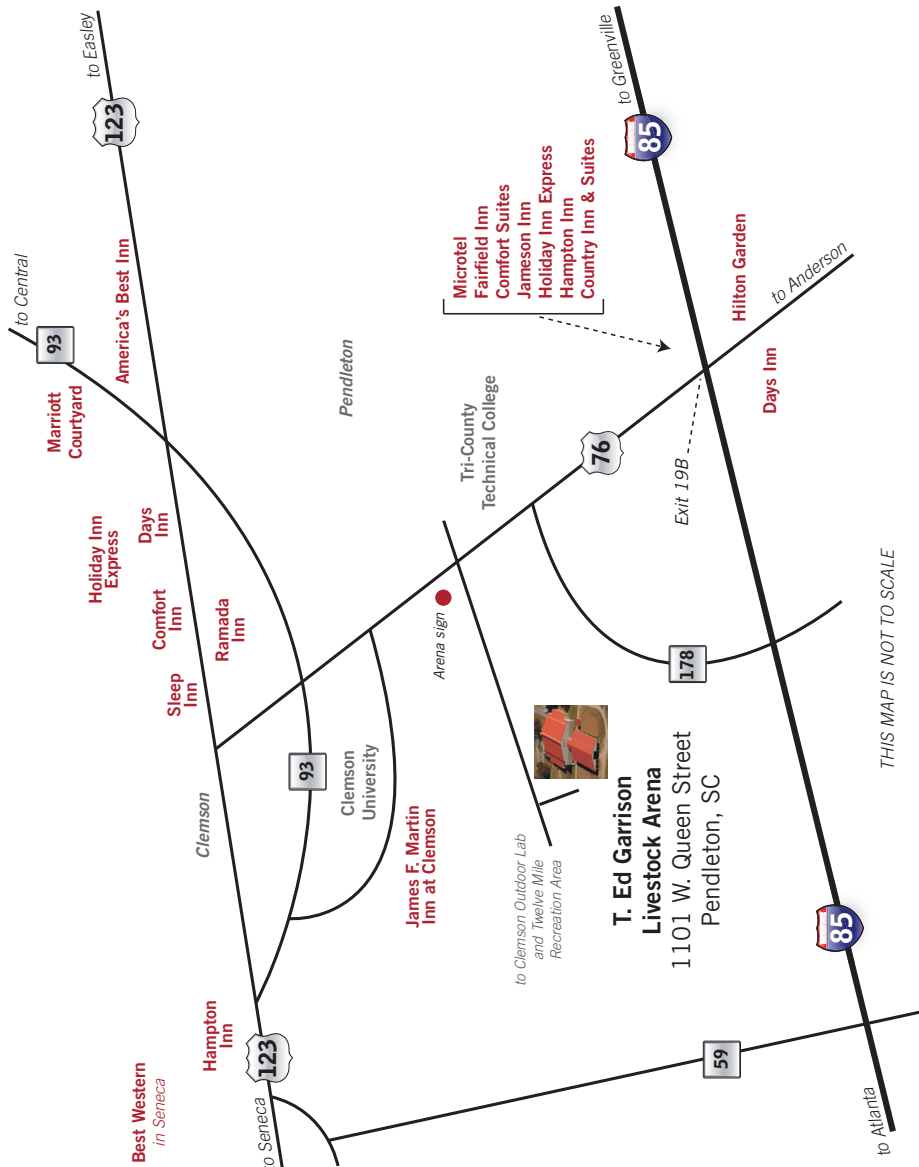 Best Western
in Seneca
to Seneca
123
Hampton
Inn
Clemson
Sleep
Inn
Comfort
Inn
Ramada
Inn
Holiday Inn
Express
Days
Inn
Marriott
Courtyard
93
to Central
America's Best Inn
123
to Easley
93
Clemson
University
James F. Martin
Inn at Clemson
Pendleton
Arena sign
Tri-County
Technical College
Microtel
Fairfield Inn
Comfort Suites
Jameson Inn
Holiday Inn Express
Hampton Inn
Country Inn & Suites
to Greenville
85
76
to Clemson Outdoor Lab
and Twelve Mile
Recreation Area
T. Ed Garrison
Livestock Arena
1101 W. Queen Street
Pendleton, SC
178
Exit 19B
Hilton Garden
Days Inn
to Anderson
59
85
to Atlanta
THIS MAP IS NOT TO SCALE